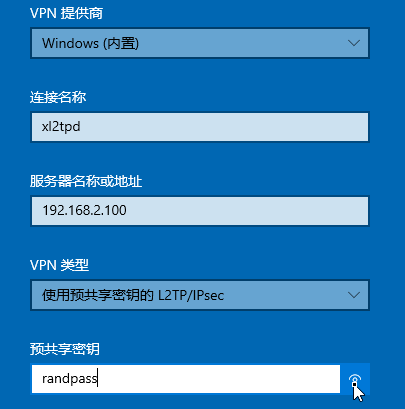 VPN 提供商
Windows (内置)
连接名称
xl2tpd
服务器名称或地址
192.168.2.100
VPN 类型
使用预共享密钥的 L2TP/IPsec
预共享密钥
randpass